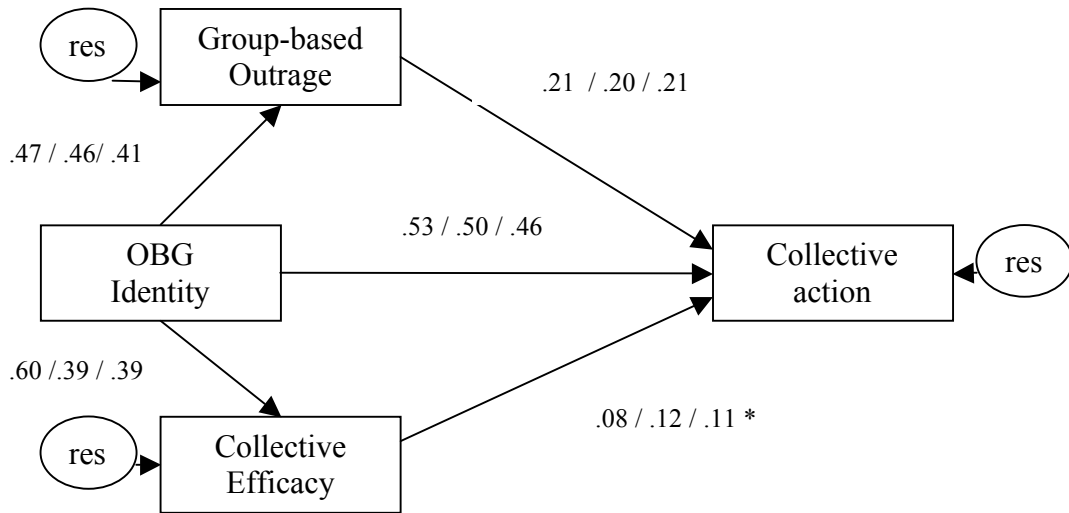 res
Group-based
Outrage
.21 / .20 / .21
.47 / .46/ .41
OBG
Identity
.53 / .50 / .46
Collective
action
res
.60 /.39 / .39
.08 / .12 / .11 *
res
Collective
Efficacy